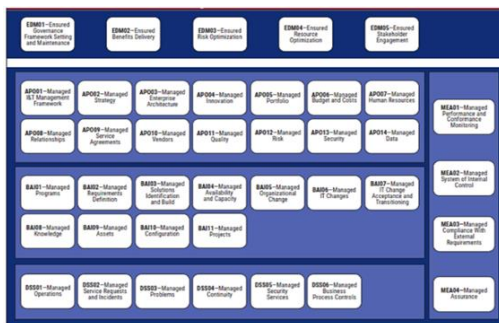 EDM01—Ensured
Governance
Framework Setting
and Maintenance
EDM02—Ensured
Benefits Delivery
EDM03—Ensured
Risk Optimization
EDM04—Ensured
Resource
Optimization
EDM05—Ensured
Stakeholder
Engagement
APO01—Managed
I&T Management
Framework
APO02—Managed
Strategy
APO03—Managed
Enterprise
Architecture
APO04—Managed
Innovation
APO05—Managed
Portfolio
APO06—Managed
Budget and Costs
APO07—Managed
Human Resources
APO08—Managed
Relationships
APO09—Managed
Service
Agreements
APO10—Managed
Vendors
APO11—Managed
Quality
APO12—Managed
Risk
APO13—Managed
Security
APO14—Managed
Data
MEA01—Managed
Performance and
Conformance
Monitoring
BAI01—Managed
Programs
BAI02—Managed
Requirements
Definition
BAI03—Managed
Solutions
Identification
and Build
BAI04—Managed
Availability
and Capacity
BAI05—Managed
Organizational
Change
BAI06—Managed
IT Changes
BAI07—Managed
IT Change
Acceptance and
Transitioning
MEA02—Managed
System of Internal
Control
BAI08—Managed
Knowledge
BAI09—Managed
Assets
BAI10—Managed
Configuration
BAI11—Managed
Projects
MEA03—Managed
Compliance With
External
Requirements
DSS01—Managed
Operations
DSS02—Managed
Service Requests
and Incidents
DSS03—Managed
Problems
DSS04—Managed
Continuity
DSS05—Managed
Security
Services
DSS06—Managed
Business
Process Controls
MEA04—Managed
Assurance